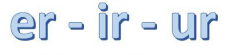 er - ir - ur